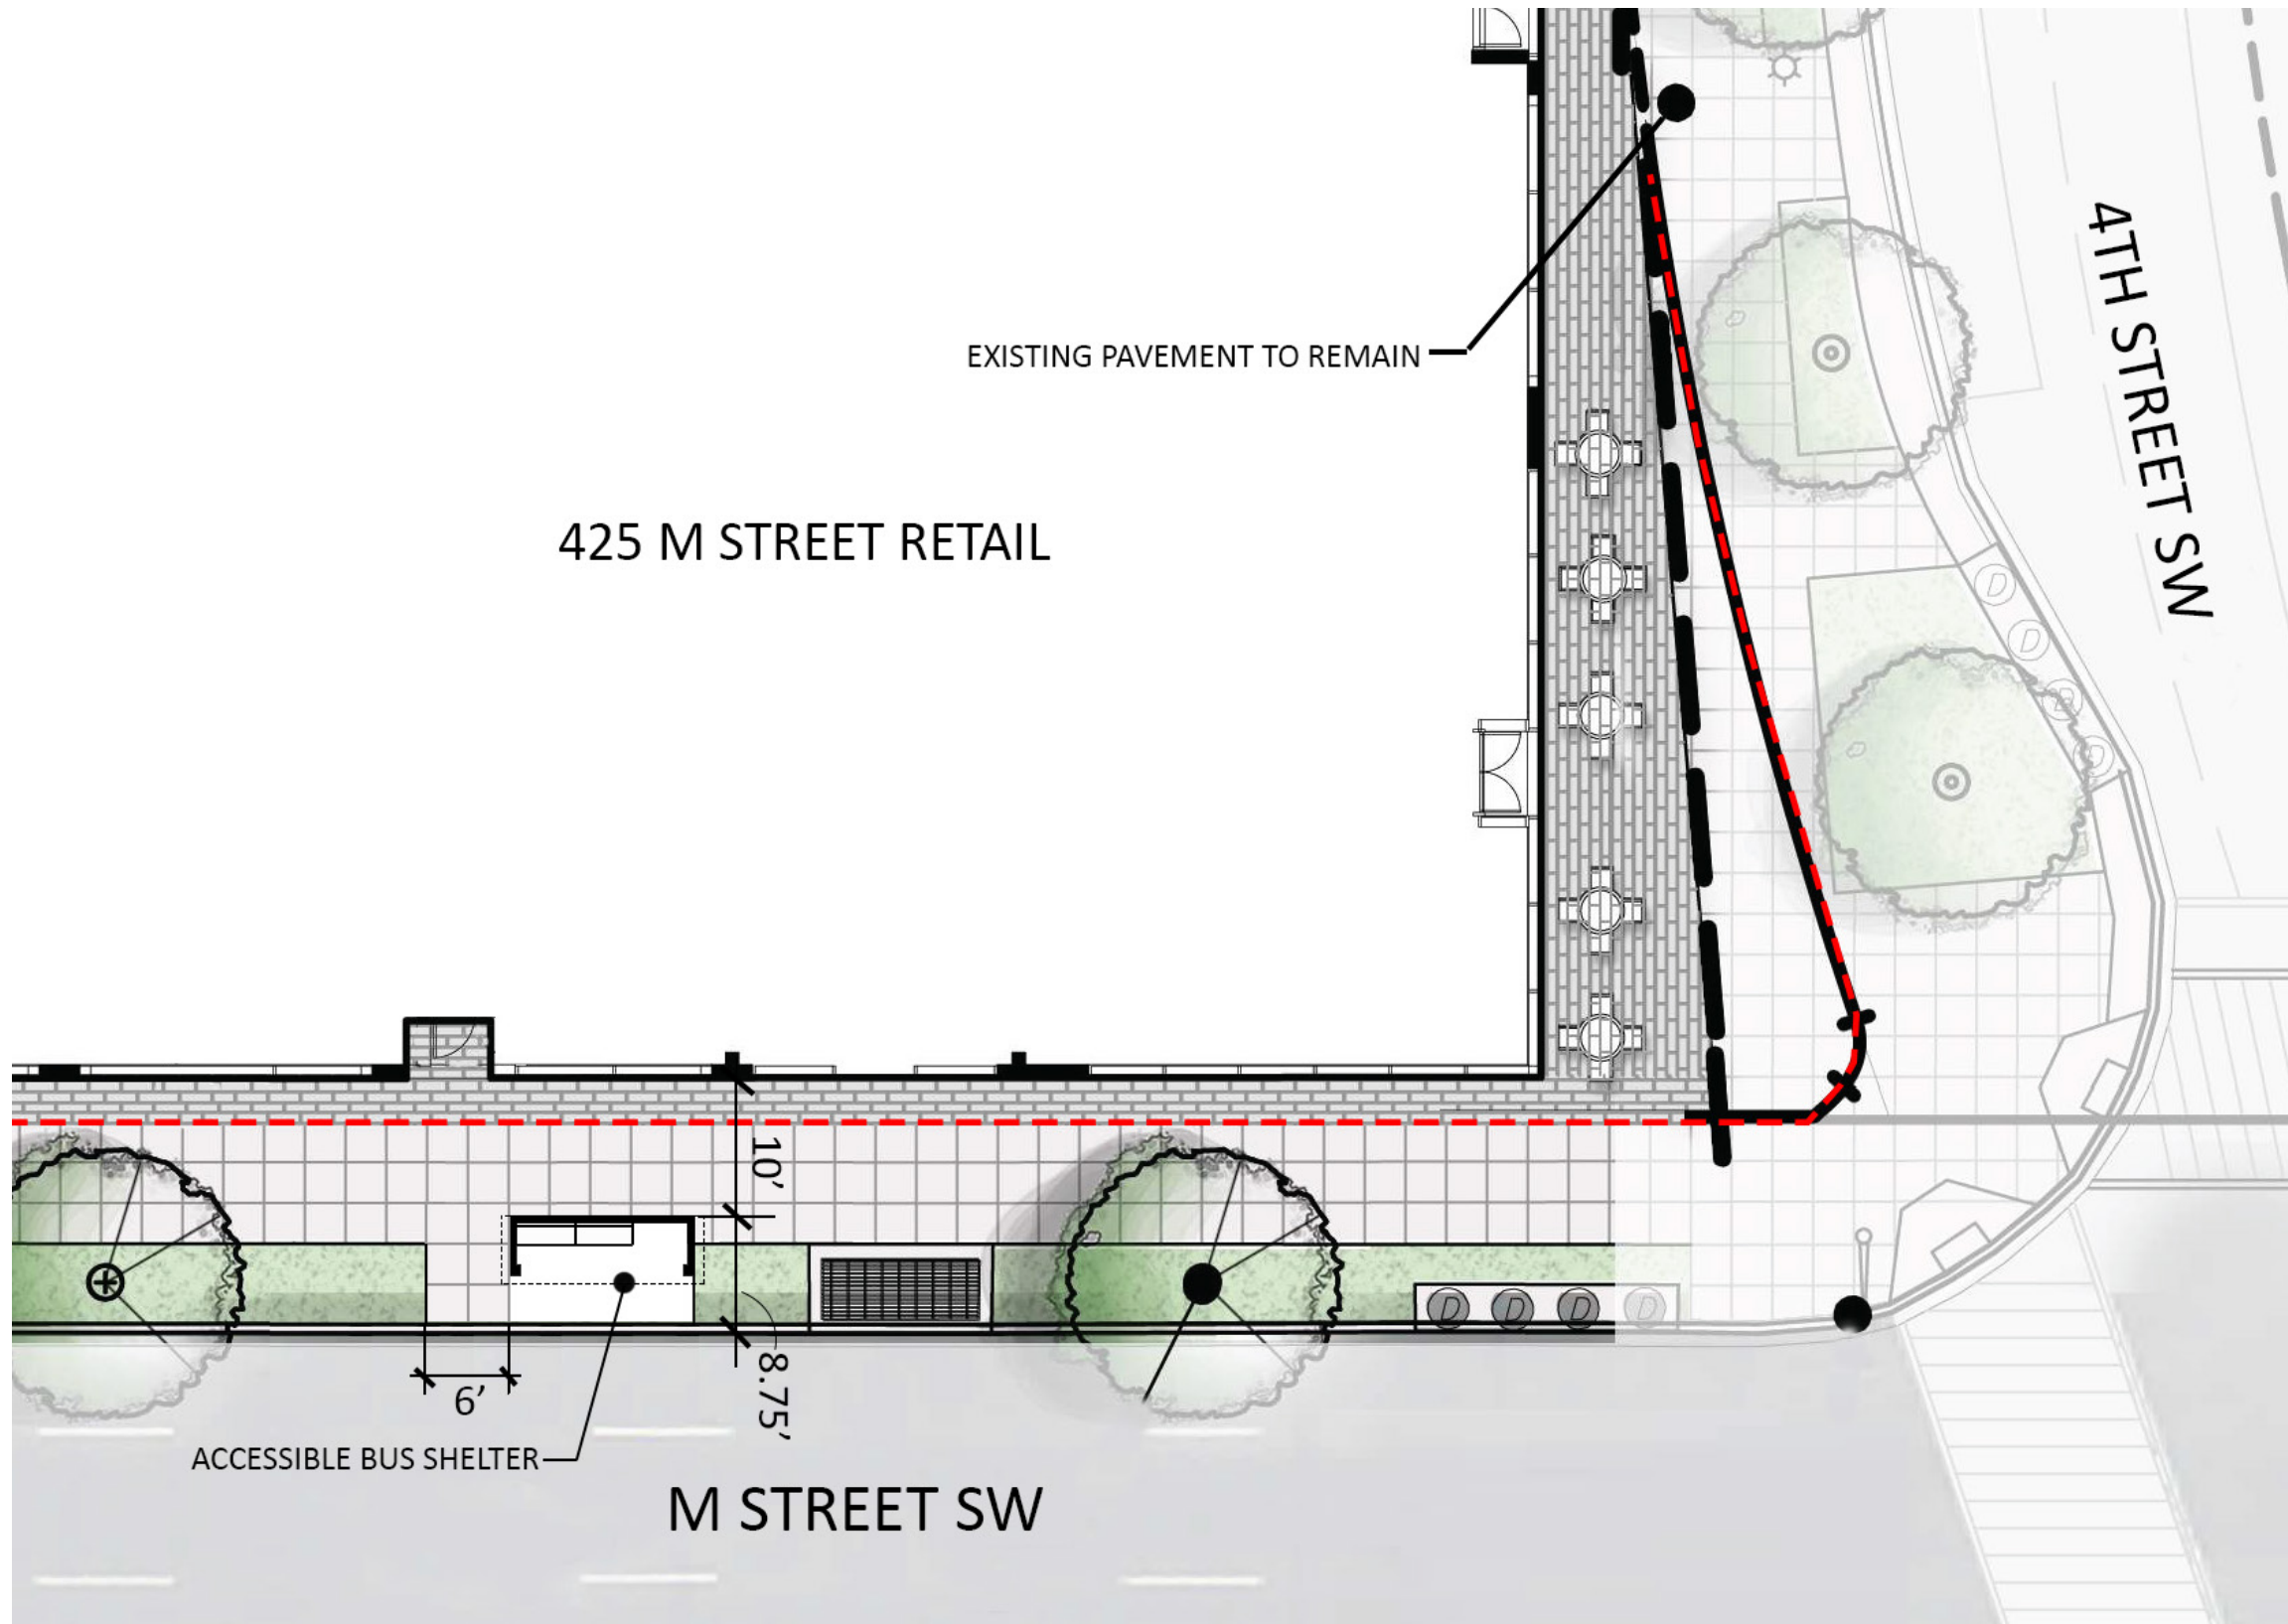 EXISTING PAVEMENT TO REMAIN
4TH STREET SW
425 M STREET RETAIL
D
D
D
D
10'
D
D
D
D
8.75'
6'
ACCESSIBLE BUS SHELTER
M STREET SW